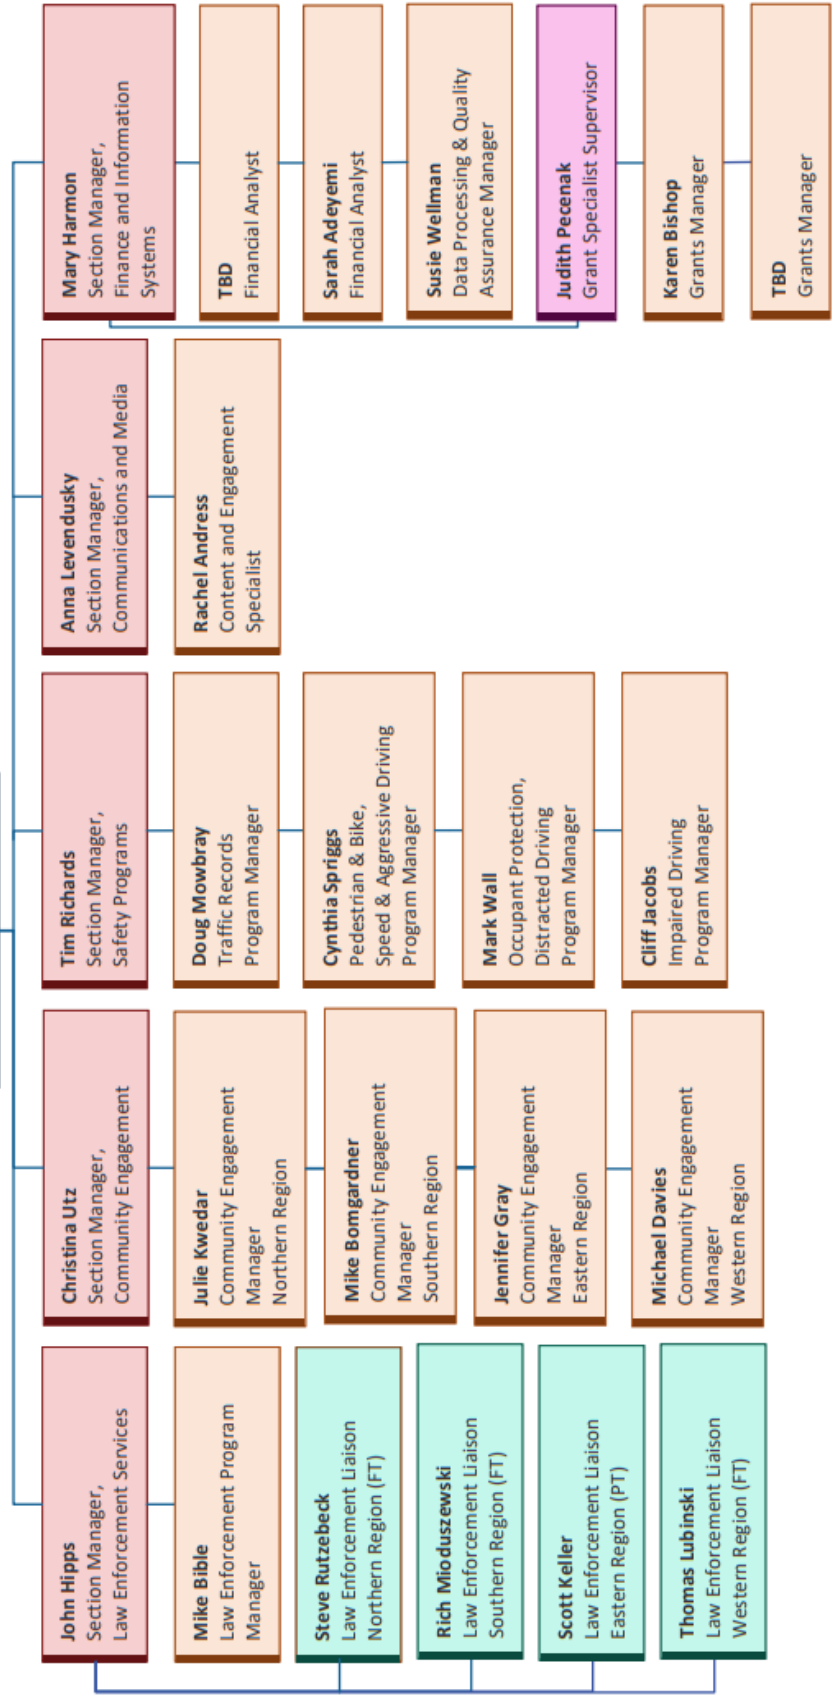 John Hipps
Section Manager,
Law Enforcement Services
Mike Bible
Law Enforcement Program
Manager
Steve Rutzebeck
Law Enforcement Liaison
Northern Region (FT)
Rich Mioduszewski
Law Enforcement Liaison
Southern Region (FT)
Scott Keller
Law Enforcement Liaison
Eastern Region (PT)
Thomas Lubinski
Law Enforcement Liaison
Western Region (FT)
Christina Utz
Section Manager,
Community Engagement
Julie Kwedar
Community Engagement
Manager
Northern Region
Mike Bomgardner
Community Engagement
Manager
Southern Region
Jennifer Gray
Community Engagement
Manager
Eastern Region
Michael Davies
Community Engagement
Manager
Western Region
Tim Richards
Section Manager,
Safety Programs
Doug Mowbray
Traffic Records
Program Manager
Cynthia Spriggs
Pedestrian & Bike,
Speed & Aggressive Driving
Program Manager
Mark Wall
Occupant Protection,
Distracted Driving
Program Manager
Cliff Jacobs
Impaired Driving
Program Manager
Anna Levendusky
Section Manager,
Communications and Media
Rachel Andress
Content and Engagement
Specialist
Mary Harmon
Section Manager,
Finance and Information
Systems
TBD
Financial Analyst
Sarah Adeyemi
Financial Analyst
Susie Wellman
Data Processing & Quality
Assurance Manager
Judith Pecenak
Grant Specialist Supervisor
Karen Bishop
Grants Manager
TBD
Grants Manager